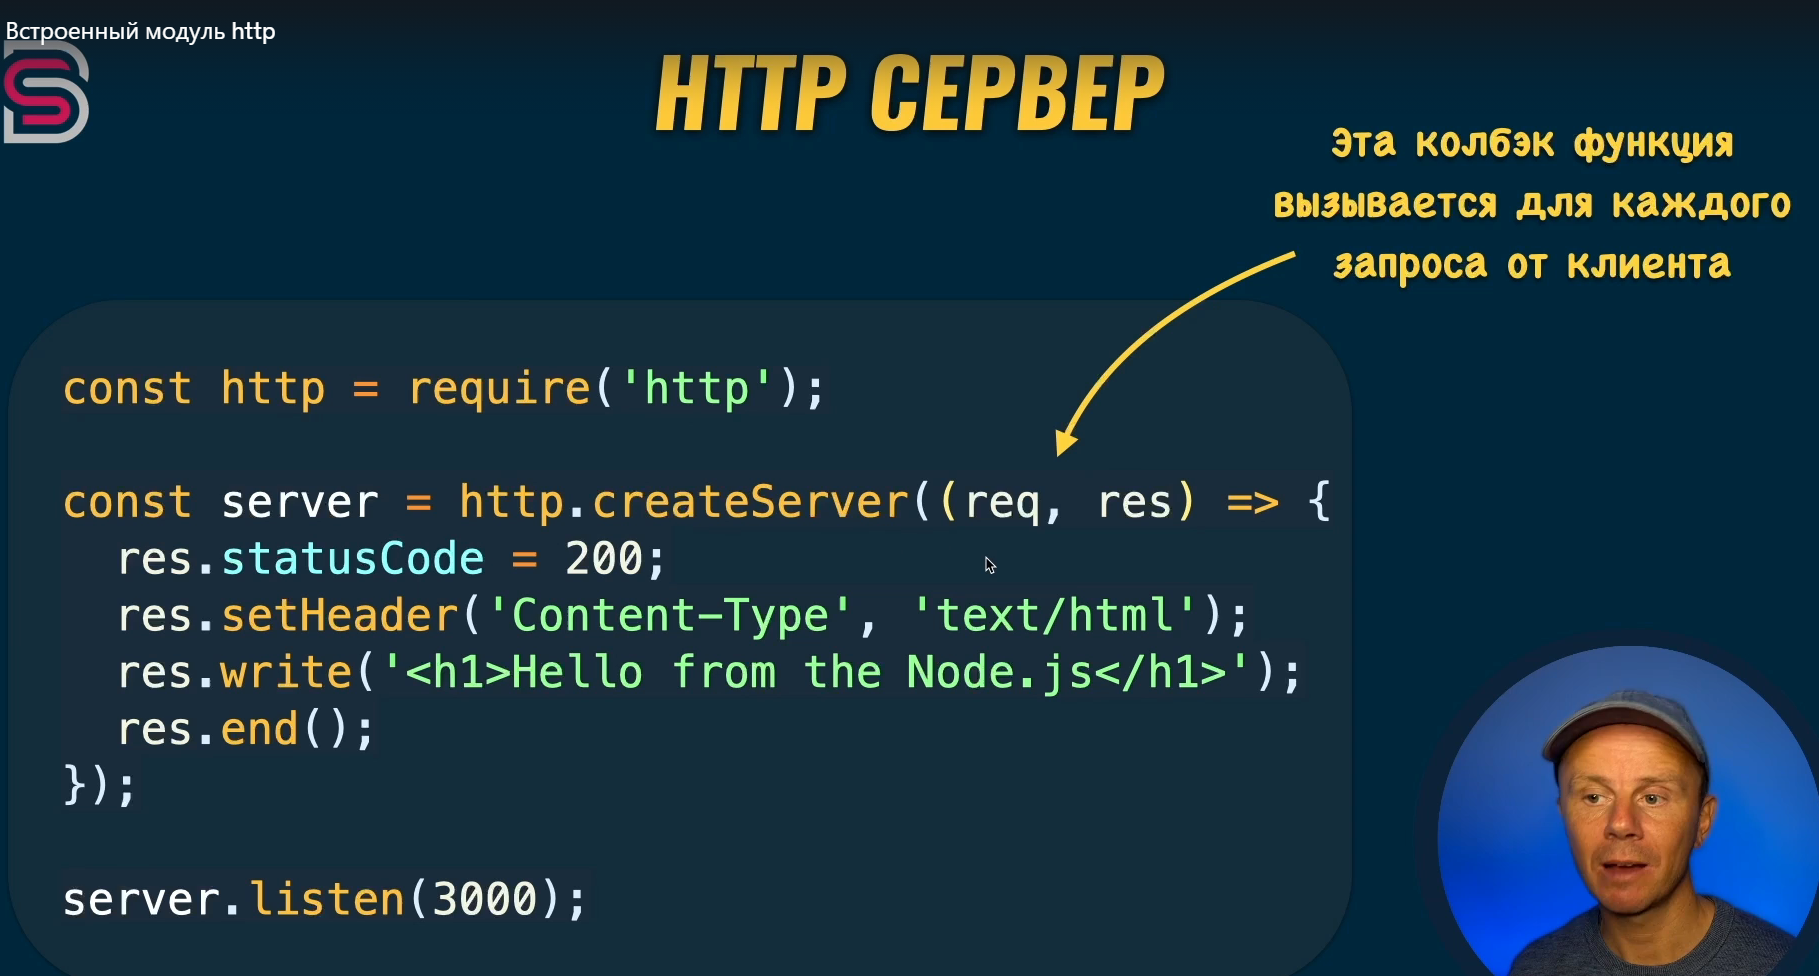 Встроенный модуль http
HTTP СЕРВЕР
Эта колбэк функция
вызывается для каждого
запроса от клиента
const http = require('http');
const server = http.createServer((req, res) => {
  res.statusCode = 200;
  res.setHeader('Content-Type', 'text/html');
  res.write('<h1>Hello from the Node.js</h1>');
  res.end();
});
server.listen(3000);